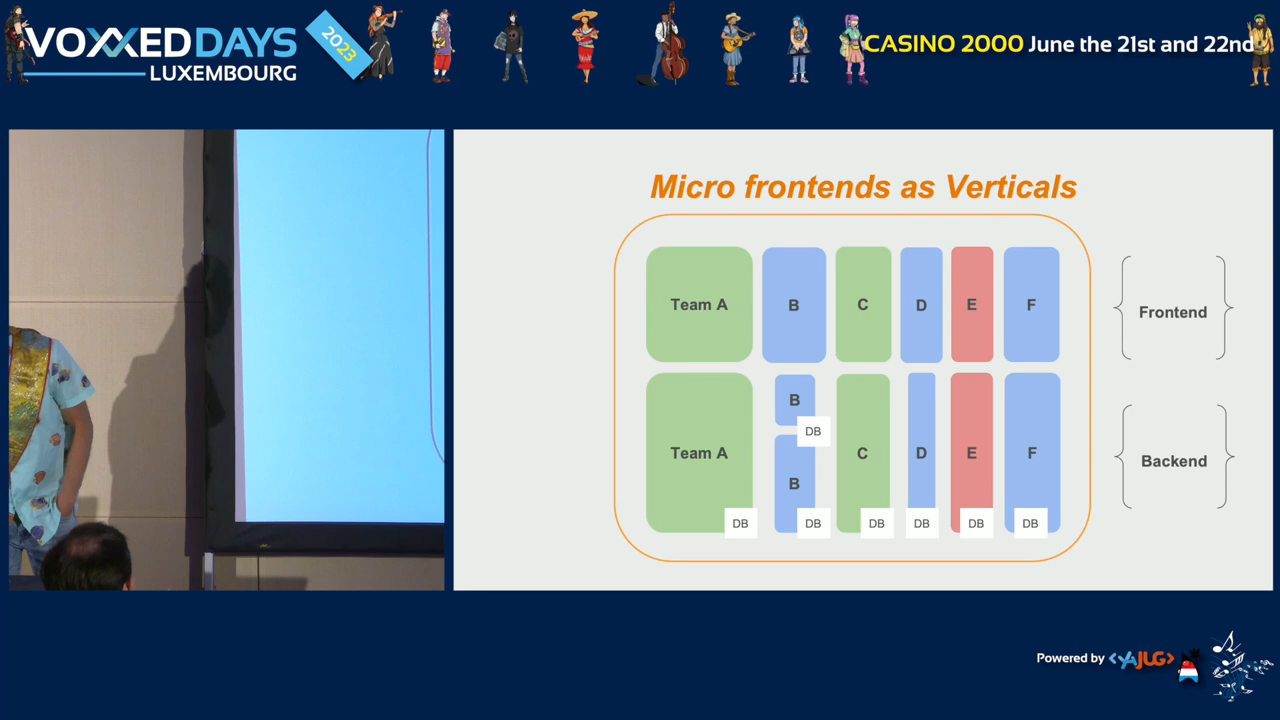 VOXXEDDAYS
LUXEMBOURG
2023
CASINO 2000 June the 21st and 22nd
Micro frontends as Verticals
Team A B C D E F
Frontend
Team A B C D E F
DB
B
Backend
DB DB DB DB DB DB
Powered by <YAJUG>